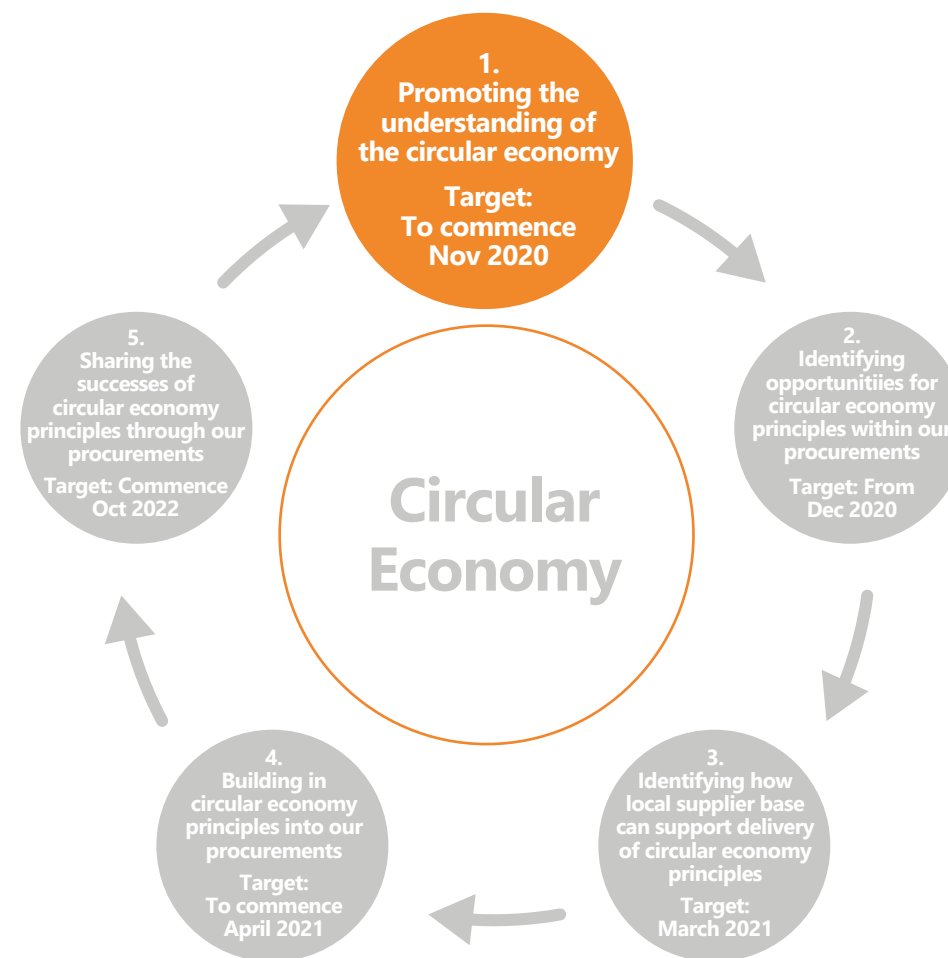 1.
Promoting the
understanding of
the circular economy
Target:
To commence
Nov 2020
2.
Identifying
opportunitiies for
circular economy
principles within our
procurements
Target: From
Dec 2020
3.
Identifying how
local supplier base
can support delivery
of circular economy
principles
Target:
March 2021
4.
Building in
circular economy
principles into our
procurements
Target:
To commence
April 2021
5.
Sharing the
successes of
circular economy
principles through our
procurements
Target: Commence
Oct 2022
Circular
Economy